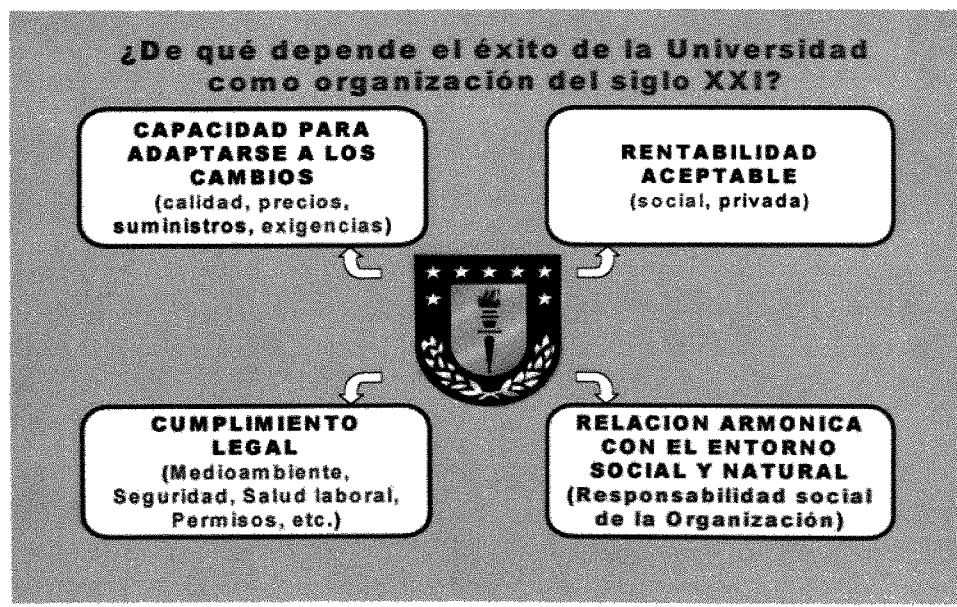 ¿De qué depende el éxito de la Universidad
como organización del siglo XXI?
CAPACIDAD PARA
ADAPTARSE A LOS
CAMBIOS
(calidad, precios,
suministros, exigencias)
RENTABILIDAD
ACEPTABLE
(social, privada)
CUMPLIMIENTO
LEGAL
(Medioambiente,
Seguridad, Salud laboral,
Permisos, etc.)
RELACION ARMONICA
CON EL ENTORNO
SOCIAL Y NATURAL
(Responsabilidad social
de la Organización)